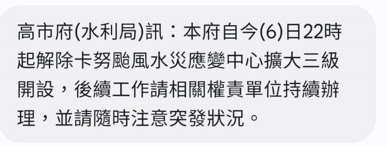 高市府(水利局)訊：本府自今(6)日22時
起解除卡努颱風水災應變中心擴大三級
開設，後續工作請相關權責單位持續辦
理，並請隨時注意突發狀況。